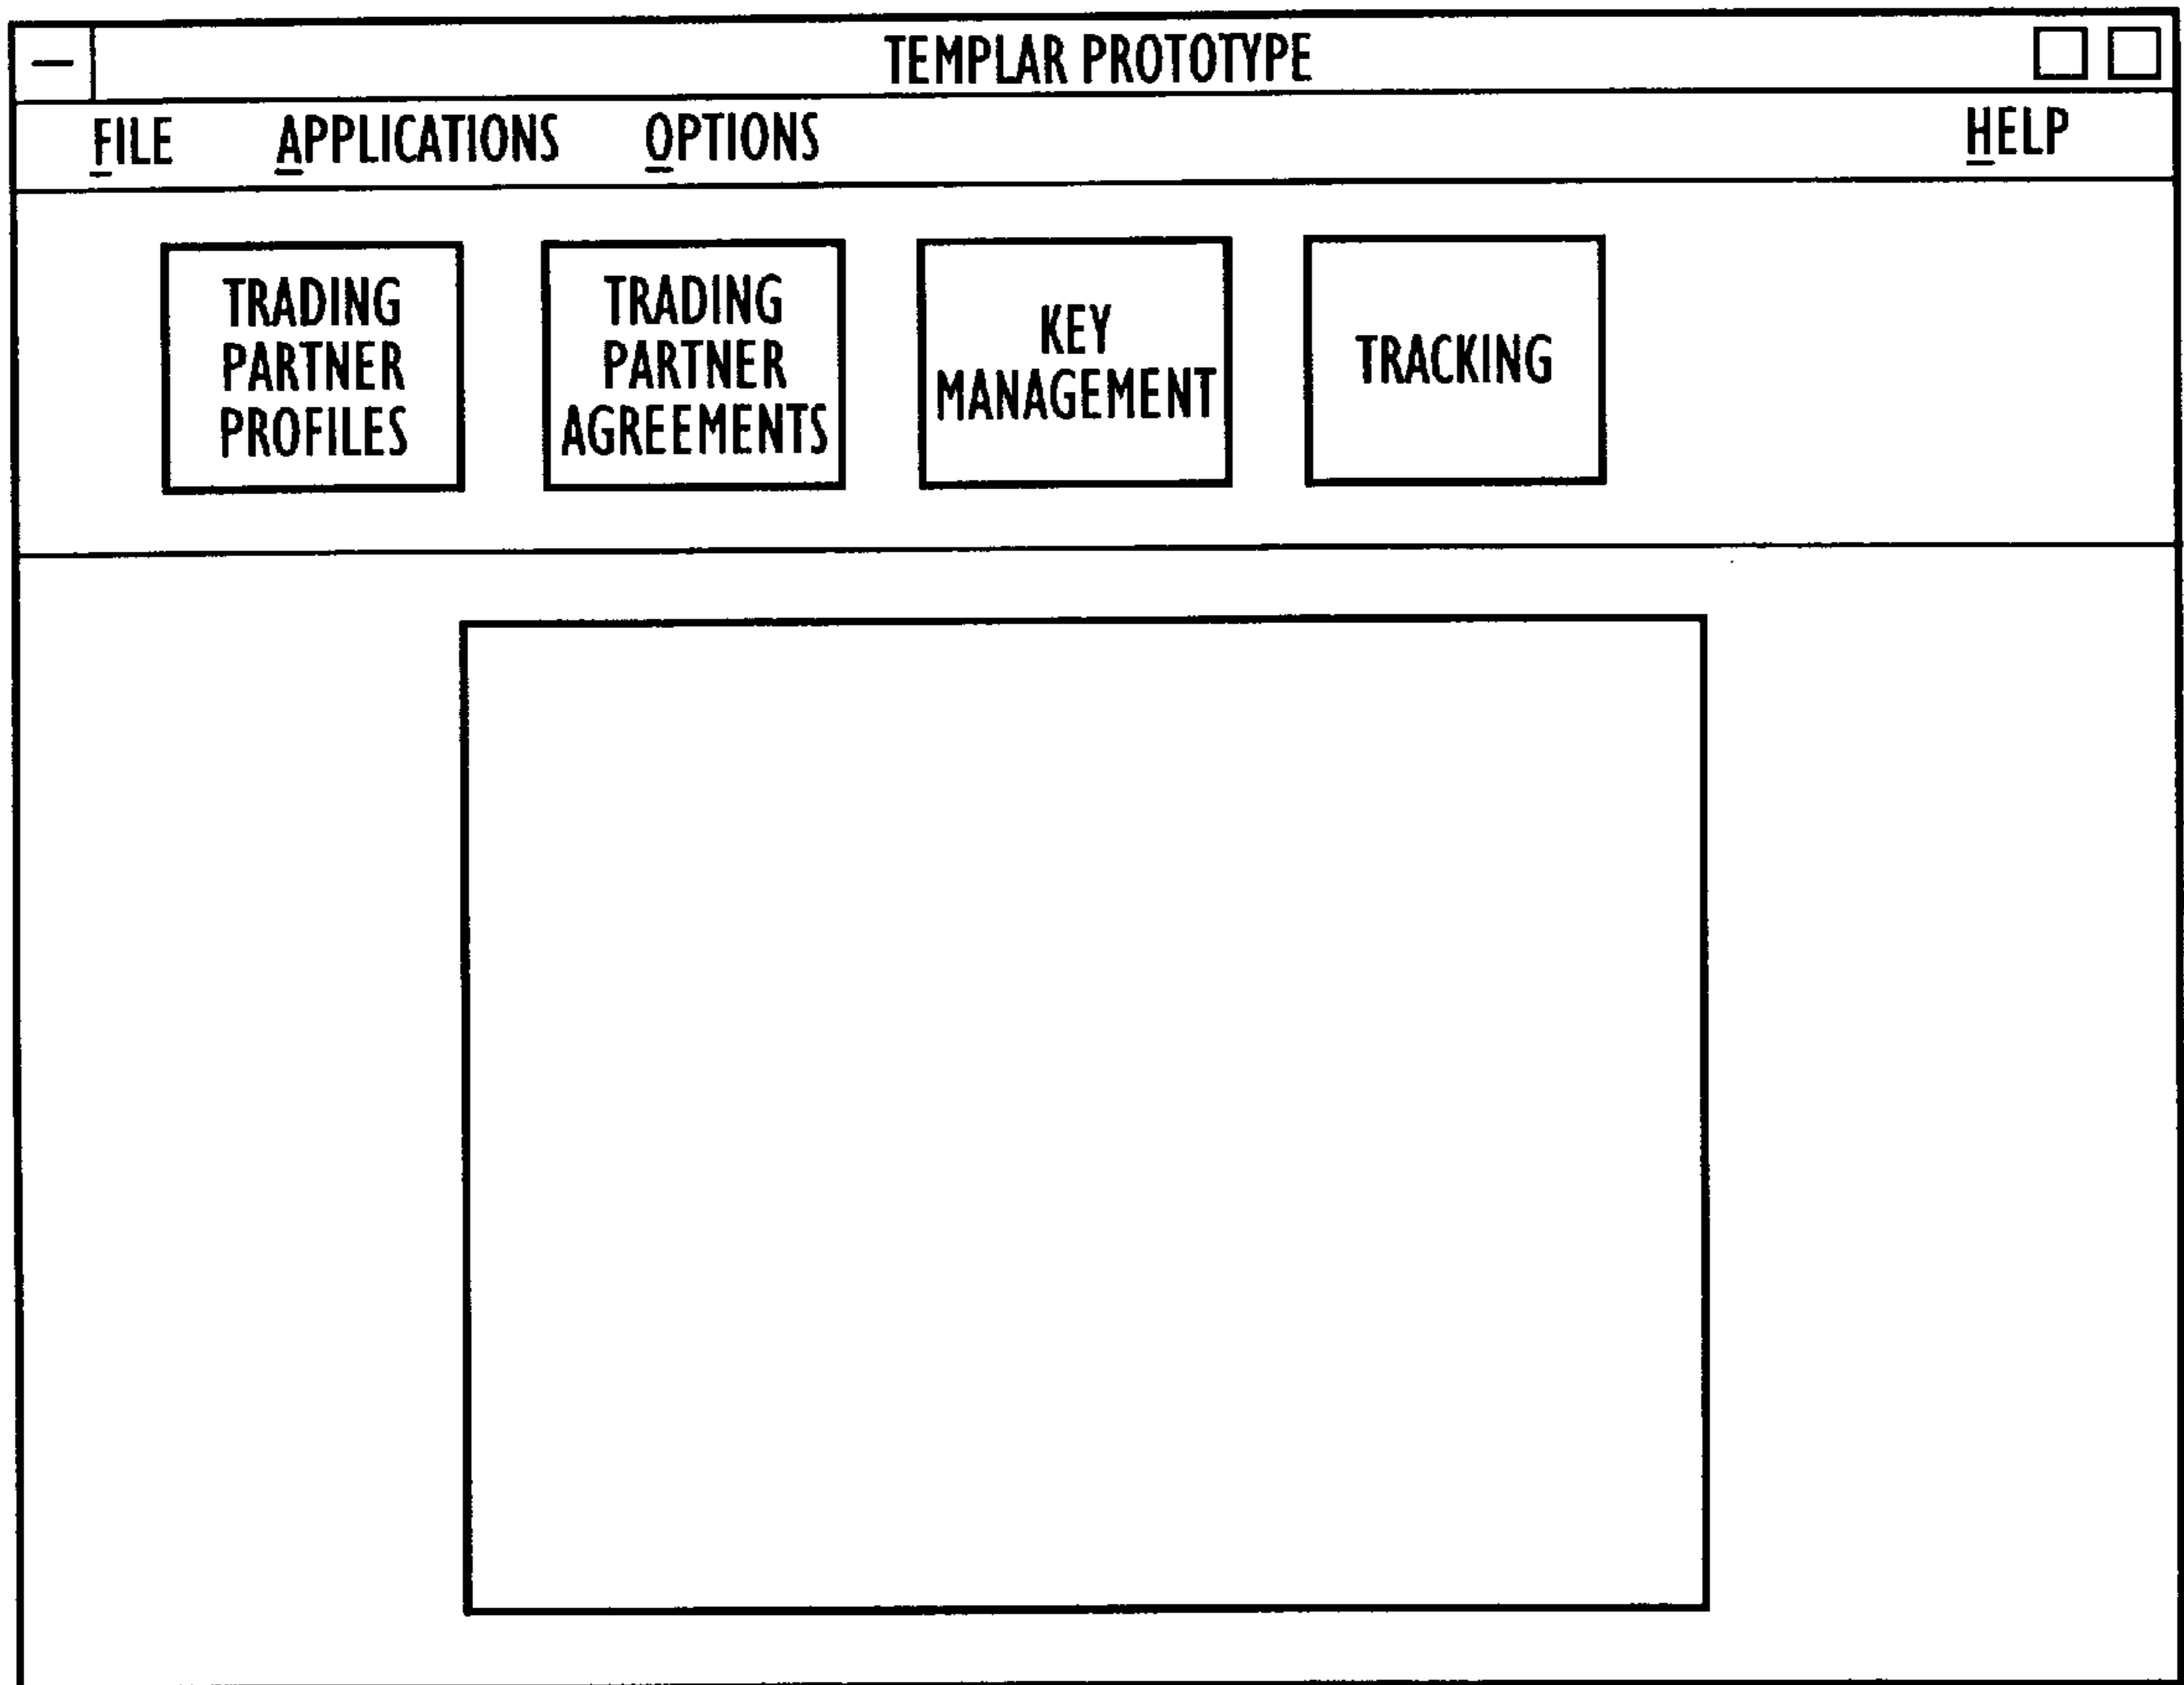 TEMPLAR PROTOTYPE
FILE APPLICATIONS OPTIONS HELP
TRADING
PARTNER
PROFILES
TRADING
PARTNER
AGREEMENTS
KEY
MANAGEMENT
TRACKING